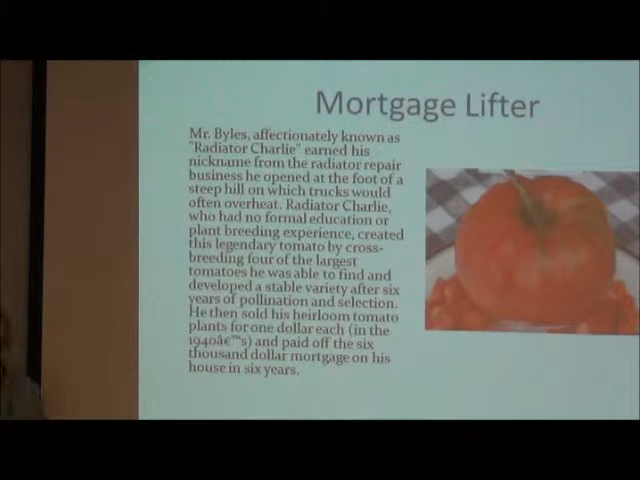 Mortgage Lifter
Mr. Byles, affectionately known as
"Radiator Charlie" earned his
nickname from the radiator repair
business he opened at the foot of a
steep hill on which trucks would
often overheat. Radiator Charlie,
who had no formal education or
plant breeding experience, created
this legendary tomato by cross-
breeding four of the largest
tomatoes he was able to find and
developed a stable variety after six
years of pollination and selection.
He then sold his heirloom tomato
plants for one dollar each (in the
1940â€™s) and paid off the six
thousand dollar mortgage on his
house in six years.